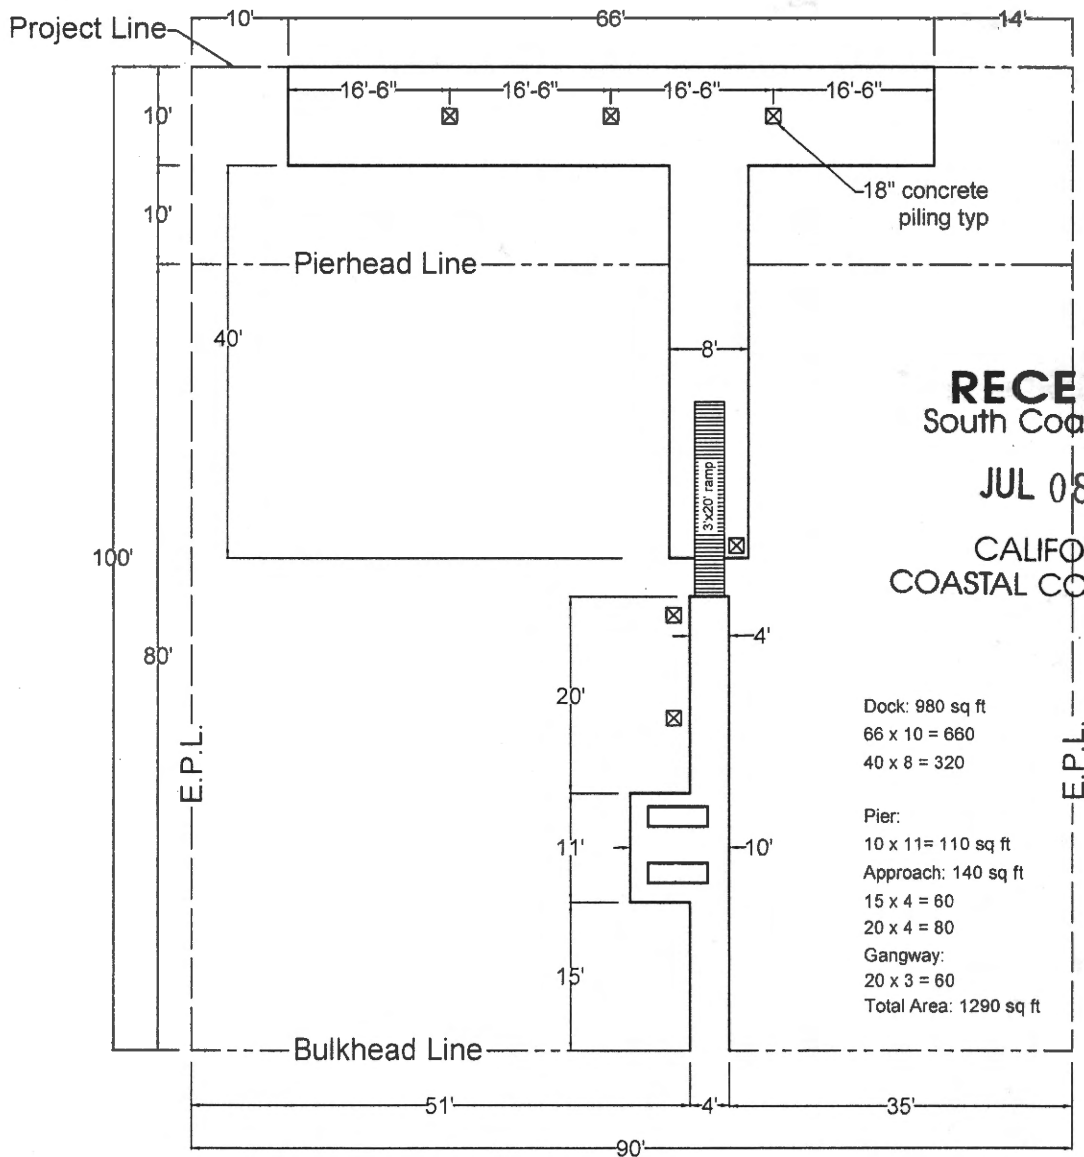 10'
66'
14'
Project Line
16'-6"
16'-6"
16'-6"
16'-6"
10'
18" concrete
piling typ
10'
Pierhead Line
40'
8'
RECE
South Coa
3'x20' ramp
JUL 08
CALIFO
COASTAL CO
100'
4'
80'
20'
Dock: 980 sq ft
66 x 10 = 660
40 x 8 = 320
E.P.L.
E.P.L.
Pier:
10 x 11= 110 sq ft
Approach: 140 sq ft
15 x 4 = 60
20 x 4 = 80
Gangway:
20 x 3 = 60
Total Area: 1290 sq ft
11'
10'
15'
Bulkhead Line
51'
4'
35'
90'